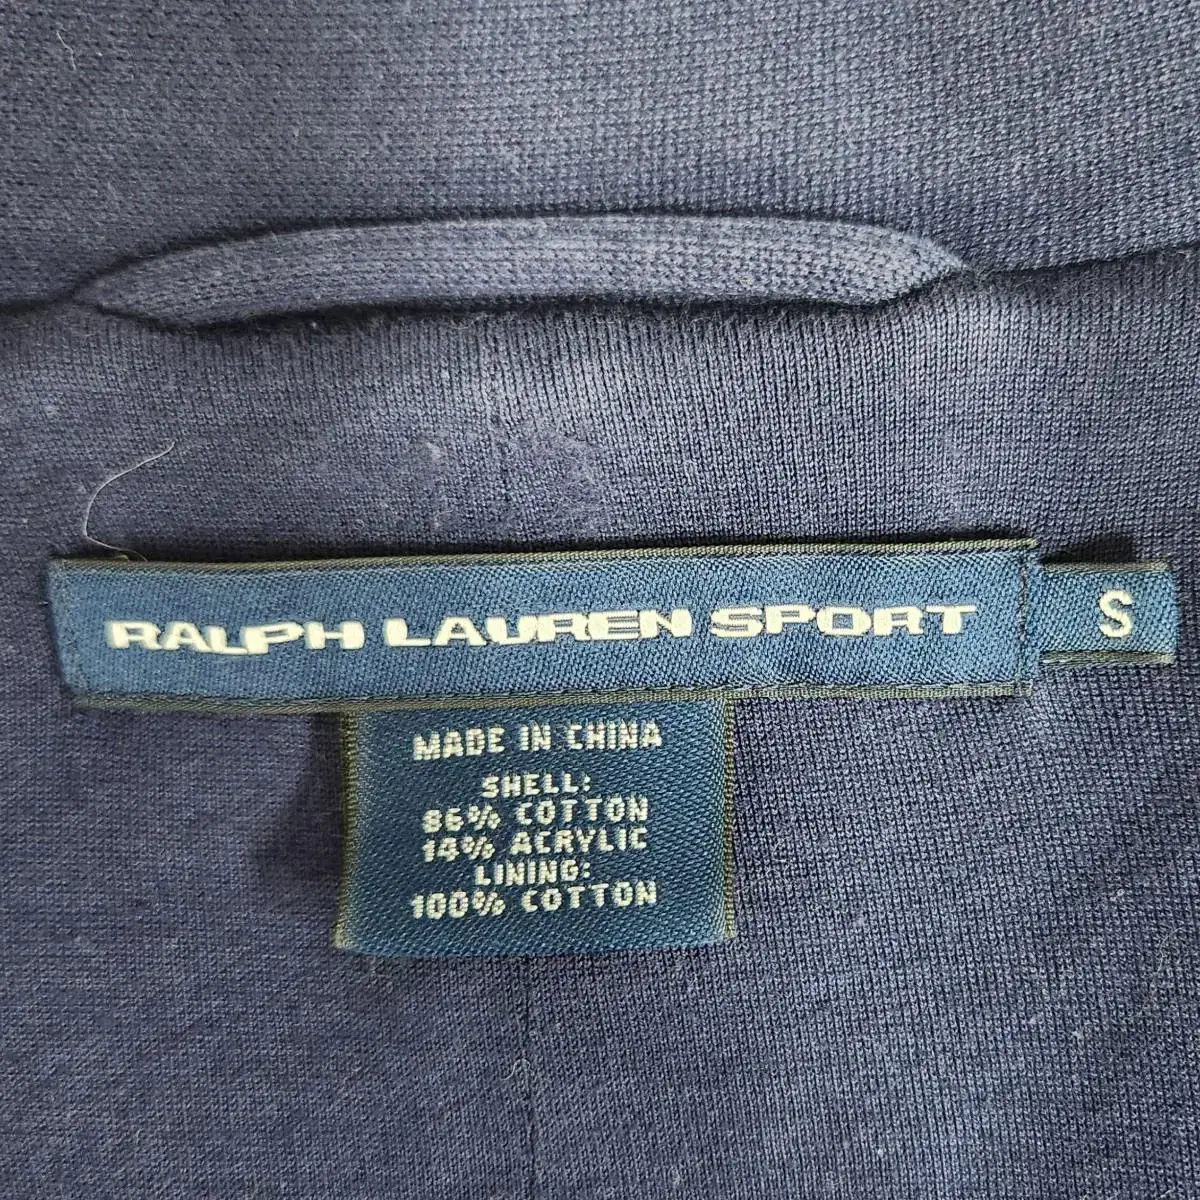 RALPH LAUREN SPORT
S
MADE IN CHINA
SHELL:
86% COTTON
14% ACRYLIC
LINING:
100% COTTON